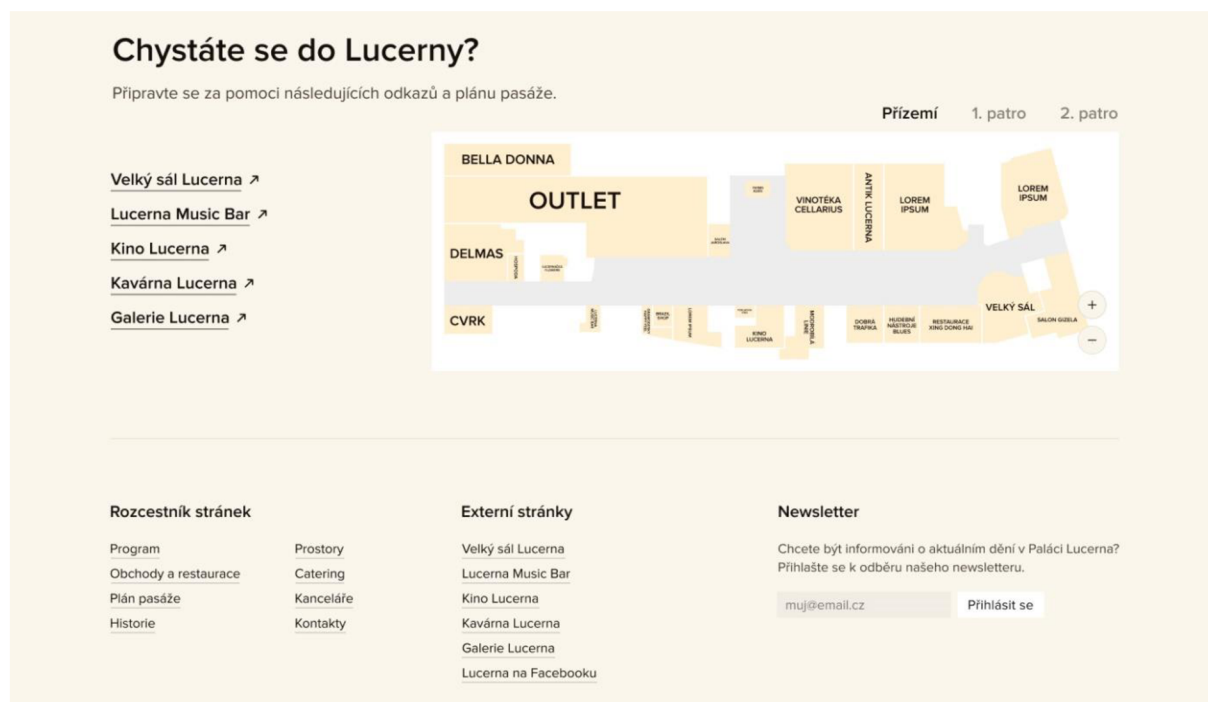 Chystáte se do Lucerny?
Připravte se za pomoci následujících odkazů a plánu pasáže.
Přízemí
1. patro
2. patro
Velký sál Lucerna ↗
Lucerna Music Bar ↗
Kino Lucerna ↗
Kavárna Lucerna ↗
Galerie Lucerna ↗
BELLA DONNA
OUTLET
DELMAS
CVRK
VINOTÉKA
CELLARIUS
ANTIK LUCERNA
LOREM
IPSUM
LOREM
IPSUM
LOREM IPSUM
KINO
LUCERNA
DOBRÁ
TRAFIKA
HUDEBNÍ
NÁSTROJE
BLUES
RESTAURACE
XING DONG HAI
VELKÝ SÁL
SALON GIZELA
+
−
Rozcestník stránek
Program
Obchody a restaurace
Plán pasáže
Historie
Prostory
Catering
Kanceláře
Kontakty
Externí stránky
Velký sál Lucerna
Lucerna Music Bar
Kino Lucerna
Kavárna Lucerna
Galerie Lucerna
Lucerna na Facebooku
Newsletter
Chcete být informováni o aktuálním dění v Paláci Lucerna?
Přihlašte se k odběru našeho newsletteru.
muj@email.cz
Přihlásit se